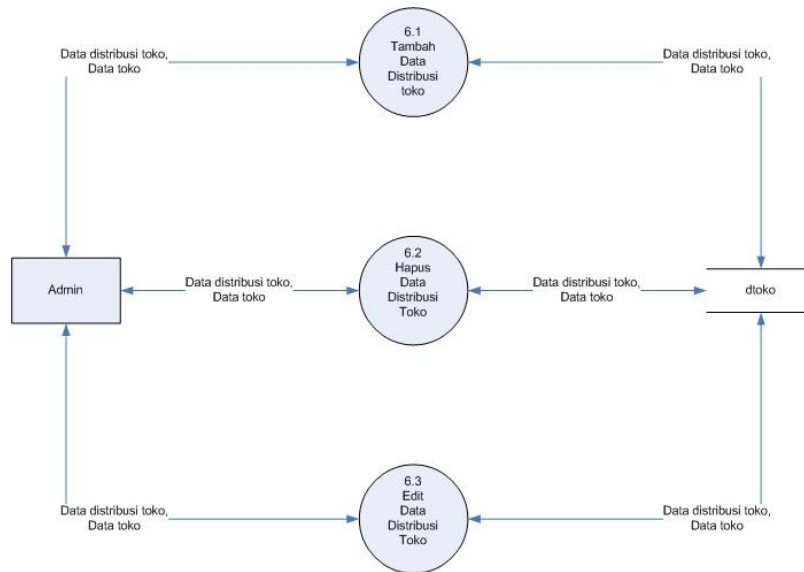 Data distribusi toko,
Data toko
6.1
Tambah
Data
Distribusi
toko
Data distribusi toko,
Data toko
Admin
Data distribusi toko,
Data toko
6.2
Hapus
Data
Distribusi
Toko
Data distribusi toko,
Data toko
dtoko
Data distribusi toko,
Data toko
6.3
Edit
Data
Distribusi
Toko
Data distribusi toko,
Data toko